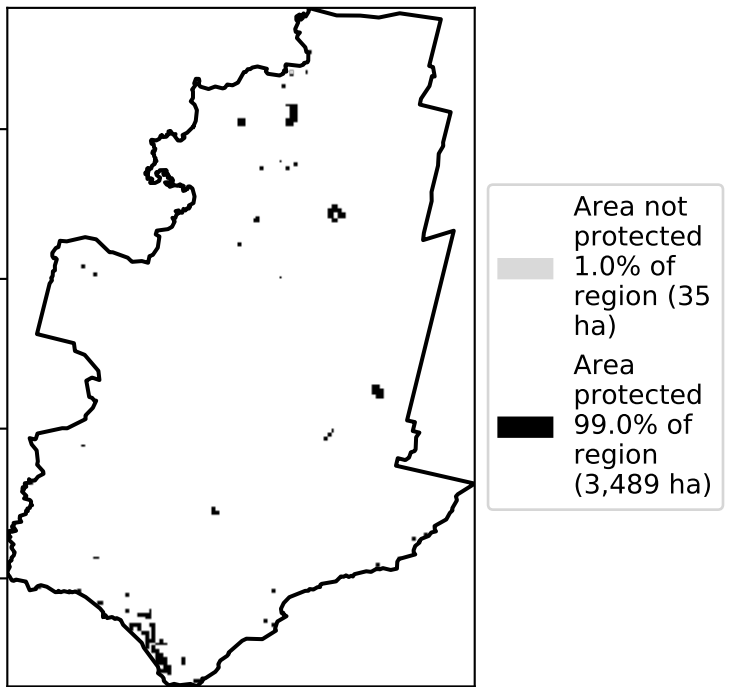 Area not
protected
1.0% of
region (35
ha)
Area
protected
99.0% of
region
(3,489 ha)